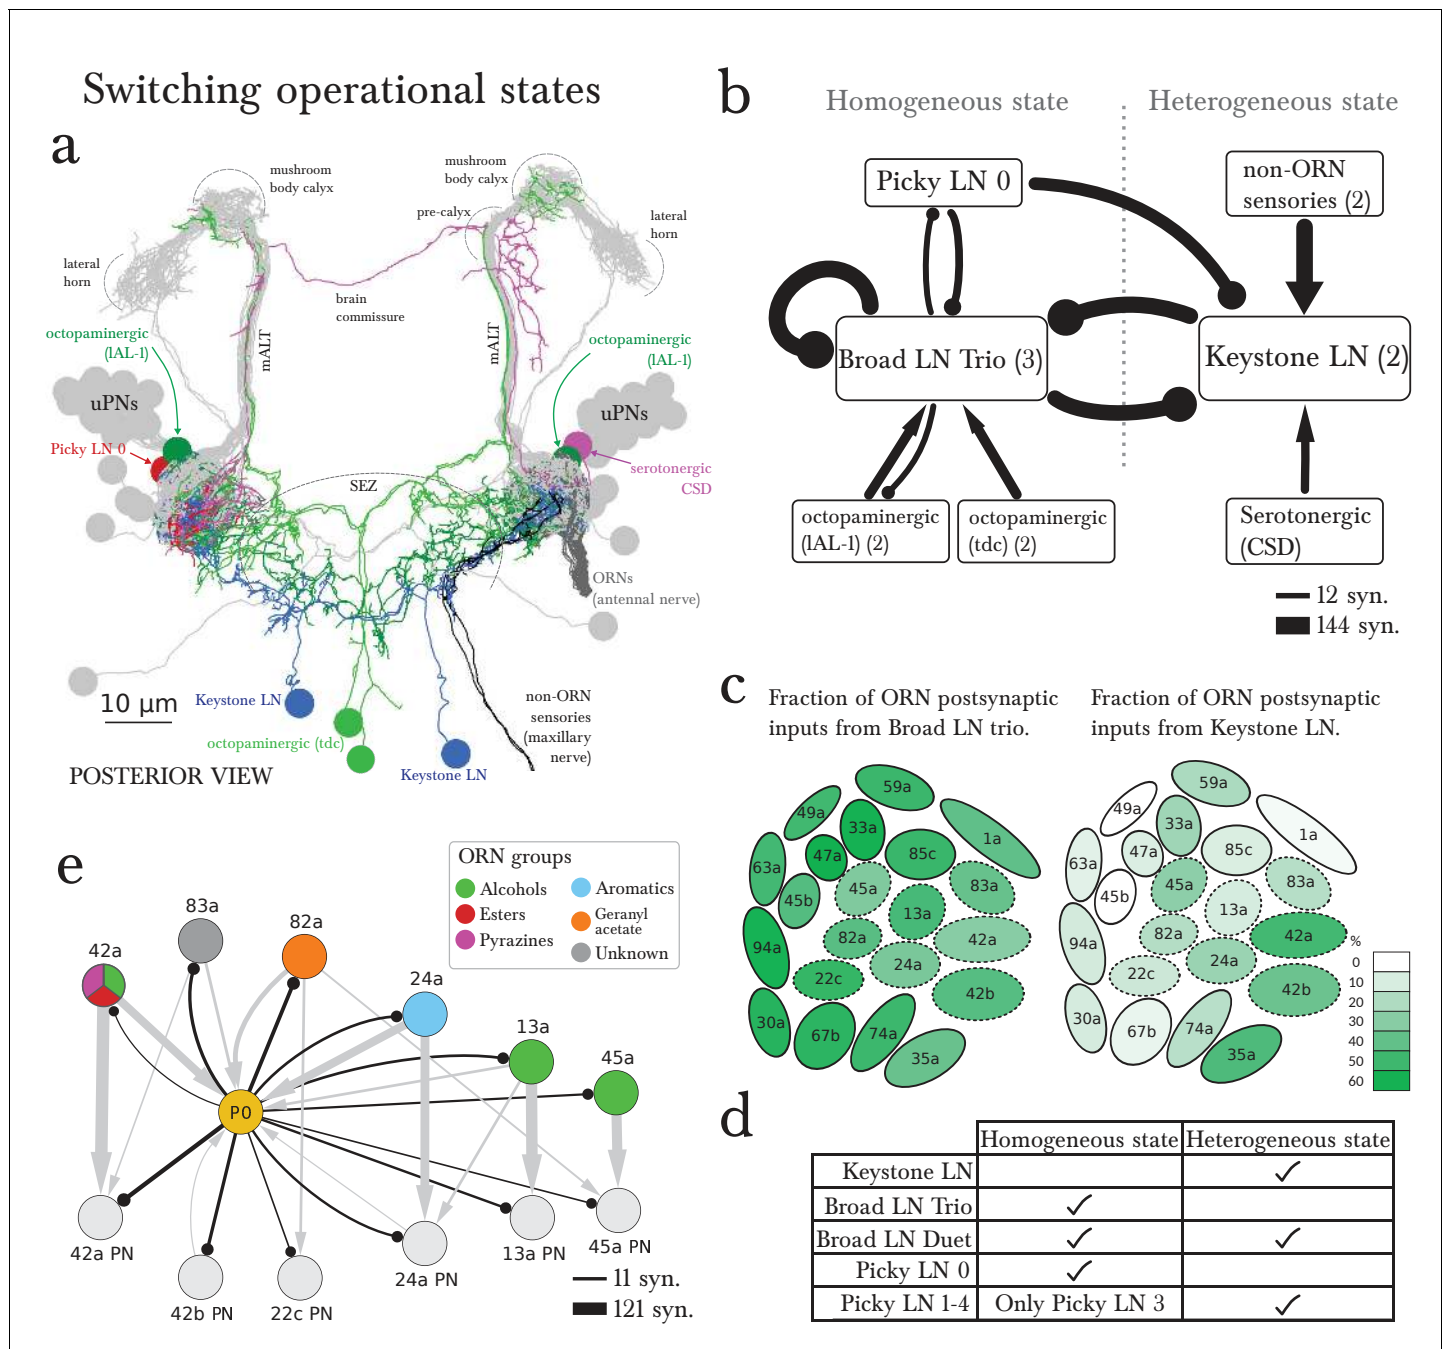 Switching operational states
a
mushroom
body calyx
mushroom
body calyx
pre-calyx
lateral
horn
lateral
horn
brain
commissure
mALT
mALT
octopaminergic
(lAL-1)
octopaminergic
(lAL-1)
uPNs
uPNs
Picky LN 0
serotonergic
CSD
SEZ
ORNs
(antennal nerve)
Keystone LN
octopaminergic (tdc)
Keystone LN
non-ORN
sensories
(maxillary
nerve)
10 µm
POSTERIOR VIEW
b
Homogeneous state
Heterogeneous state
Picky LN 0
non-ORN
sensories (2)
Broad LN Trio (3)
Keystone LN (2)
octopaminergic
(lAL-1) (2)
octopaminergic
(tdc) (2)
Serotonergic
(CSD)
12 syn.
144 syn.
c
Fraction of ORN postsynaptic
inputs from Broad LN trio.
Fraction of ORN postsynaptic
inputs from Keystone LN.
59a
49a
33a
1a
47a
85c
63a
45a
83a
45b
13a
94a
82a
42a
24a
22c
42b
30a
67b
74a
35a
59a
49a
33a
1a
47a
85c
63a
45a
83a
45b
13a
94a
82a
42a
24a
22c
42b
30a
67b
74a
35a
%
0
10
20
30
40
50
60
d
Homogeneous state
Heterogeneous state
Keystone LN ✓
Broad LN Trio ✓
Broad LN Duet ✓ ✓
Picky LN 0 ✓
Picky LN 1-4 Only Picky LN 3 ✓
e
ORN groups
Alcohols
Aromatics
Esters
Geranyl
acetate
Pyrazines
Unknown
83a
82a
42a
24a
13a
45a
P0
42a PN
42b PN
22c PN
24a PN
13a PN
45a PN
11 syn.
121 syn.